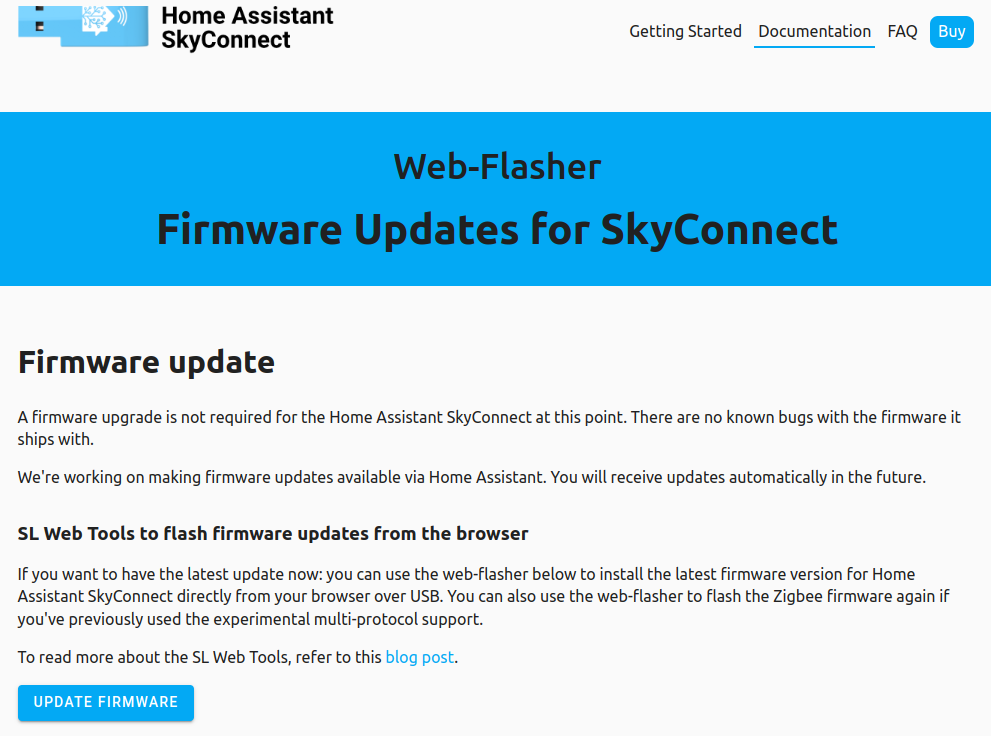 Home Assistant
SkyConnect
Getting Started Documentation FAQ Buy
Web-Flasher
Firmware Updates for SkyConnect
Firmware update
A firmware upgrade is not required for the Home Assistant SkyConnect at this point. There are no known bugs with the firmware it
ships with.
We're working on making firmware updates available via Home Assistant. You will receive updates automatically in the future.
SL Web Tools to flash firmware updates from the browser
If you want to have the latest update now: you can use the web-flasher below to install the latest firmware version for Home
Assistant SkyConnect directly from your browser over USB. You can also use the web-flasher to flash the Zigbee firmware again if
you've previously used the experimental multi-protocol support.
To read more about the SL Web Tools, refer to this blog post.
UPDATE FIRMWARE